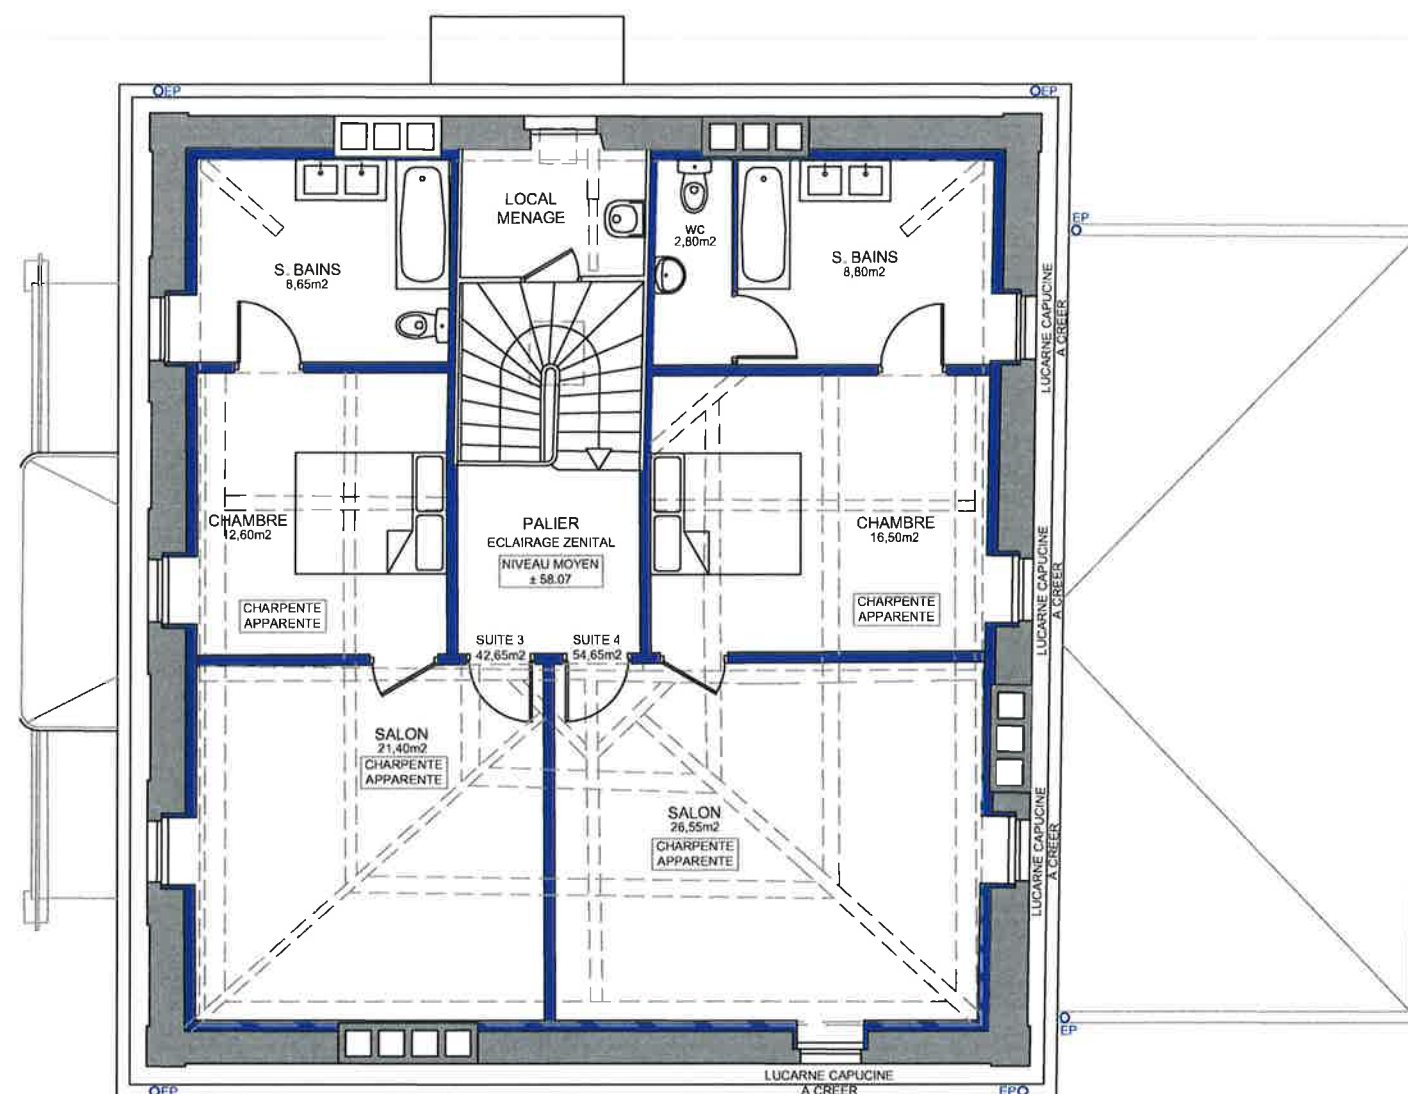 EP
EP
LOCAL
MENAGE
WC
2,80m2
EP
S. BAINS
8,65m2
S. BAINS
8,80m2
LUCARNE CAPUCINE
A CREER
CHAMBRE
12,60m2
PALIER
ECLAIRAGE ZENITAL
NIVEAU MOYEN
± 58.07
CHAMBRE
16,50m2
LUCARNE CAPUCINE
A CREER
CHARPENTE
APPARENTE
CHARPENTE
APPARENTE
SUITE 3
42,65m2
SUITE 4
54,65m2
SALON
21,40m2
CHARPENTE
APPARENTE
SALON
26,55m2
CHARPENTE
APPARENTE
LUCARNE CAPUCINE
A CREER
EP
LUCARNE CAPUCINE
A CREER
EP
EP